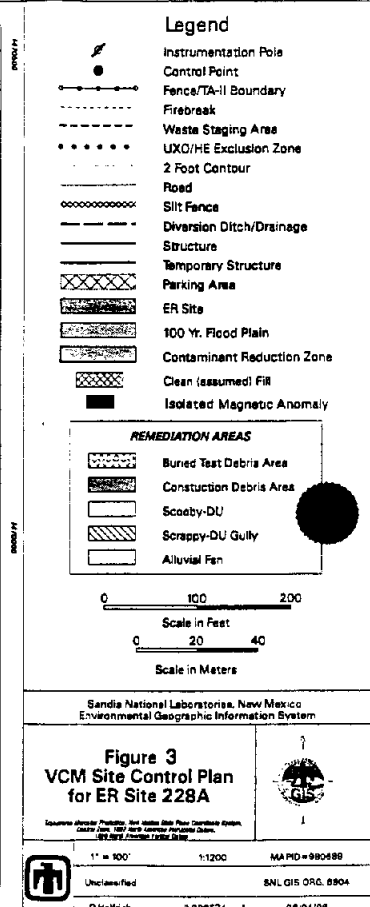 Legend
Instrumentation Pole
Control Point
Fence/TA-II Boundary
Firebreak
Waste Staging Area
UXO/HE Exclusion Zone
2 Foot Contour
Road
Silt Fence
Diversion Ditch/Drainage
Structure
Temporary Structure
Parking Area
ER Site
100 Yr. Flood Plain
Contaminant Reduction Zone
Clean (assumed) Fill
Isolated Magnetic Anomaly
REMEDIATION AREAS
Buried Test Debris Area
Constuction Debris Area
Scooby-DU
Scrappy-DU Gully
Alluvial Fan
0 100 200
Scale in Feet
0 20 40
Scale in Meters
Sandia National Laboratories, New Mexico
Environmental Geographic Information System
Figure 3
VCM Site Control Plan
for ER Site 228A
GIS
1" = 100' 1:1200 MAPID=980689
Unclassified SNL GIS ORG. 6804